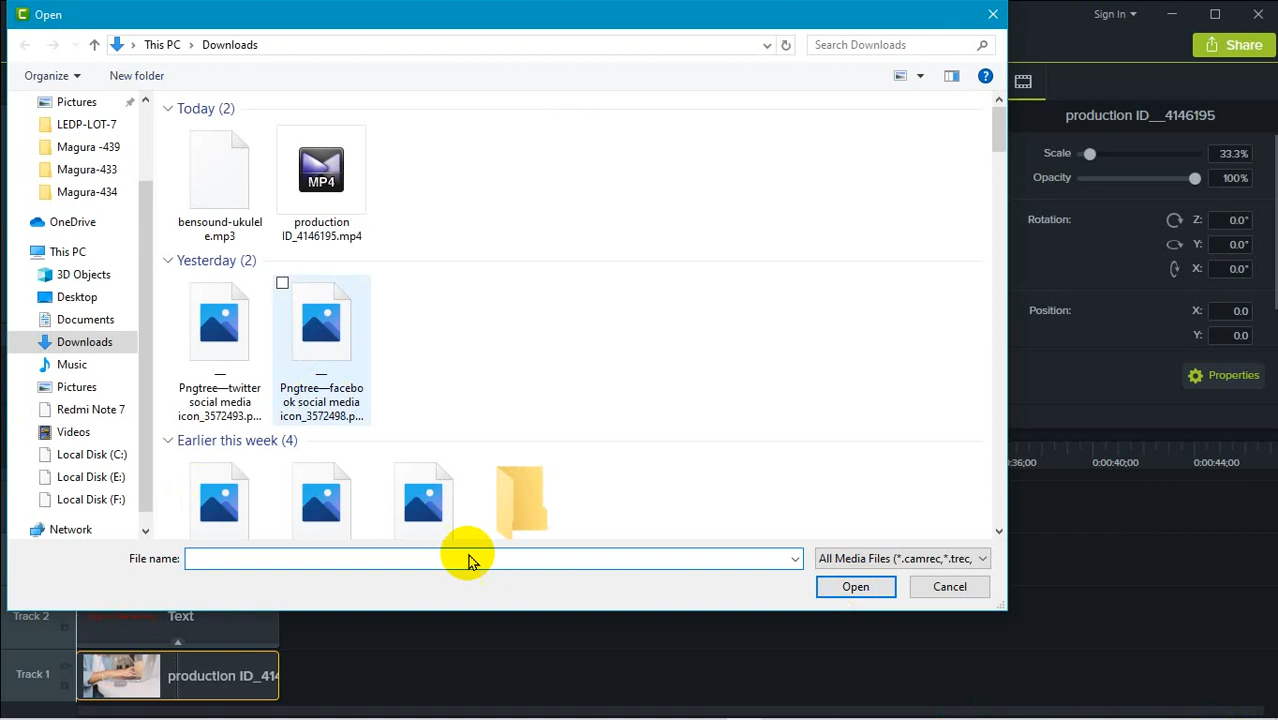 Open
Sign In
Share
This PC
Downloads
Search Downloads
Organize
New folder
production ID__4146195
Pictures
LEDP-LOT-7
Magura -439
Magura-433
Magura-434
OneDrive
This PC
3D Objects
Desktop
Documents
Downloads
Music
Pictures
Redmi Note 7
Videos
Local Disk (C:)
Local Disk (E:)
Local Disk (F:)
Network
Today (2)
bensound-ukulel
e.mp3
MP4
production
ID_4146195.mp4
Yesterday (2)
—
Pngtree—twitter
social media
icon_3572493.p...
—
Pngtree—facebo
ok social media
icon_3572498.p...
Earlier this week (4)
File name:
All Media Files (*.camrec,*.trec,
Open
Cancel
Scale
33.3%
Opacity
100%
Rotation:
Z:
0.0°
Y:
0.0°
X:
0.0°
Position:
X:
0.0
Y:
0.0
Properties
0:00:40;00
0:00:44;00
Track 2
Text
Track 1
production ID_414